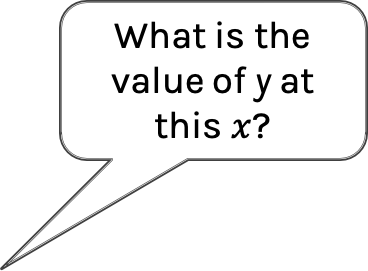 What is the
value of y at
this x?